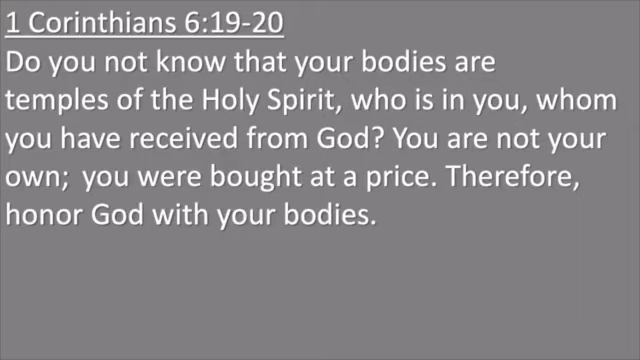 1 Corinthians 6:19-20
Do you not know that your bodies are
temples of the Holy Spirit, who is in you, whom
you have received from God? You are not your
own;  you were bought at a price. Therefore,
honor God with your bodies.